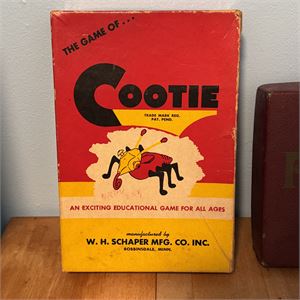 THE GAME OF...
COOTIE
TRADE MARK REG.
PAT. PEND.
AN EXCITING EDUCATIONAL GAME FOR ALL AGES
manufactured by
W. H. SCHAPER MFG. CO. INC.
ROBBINSDALE, MINN.